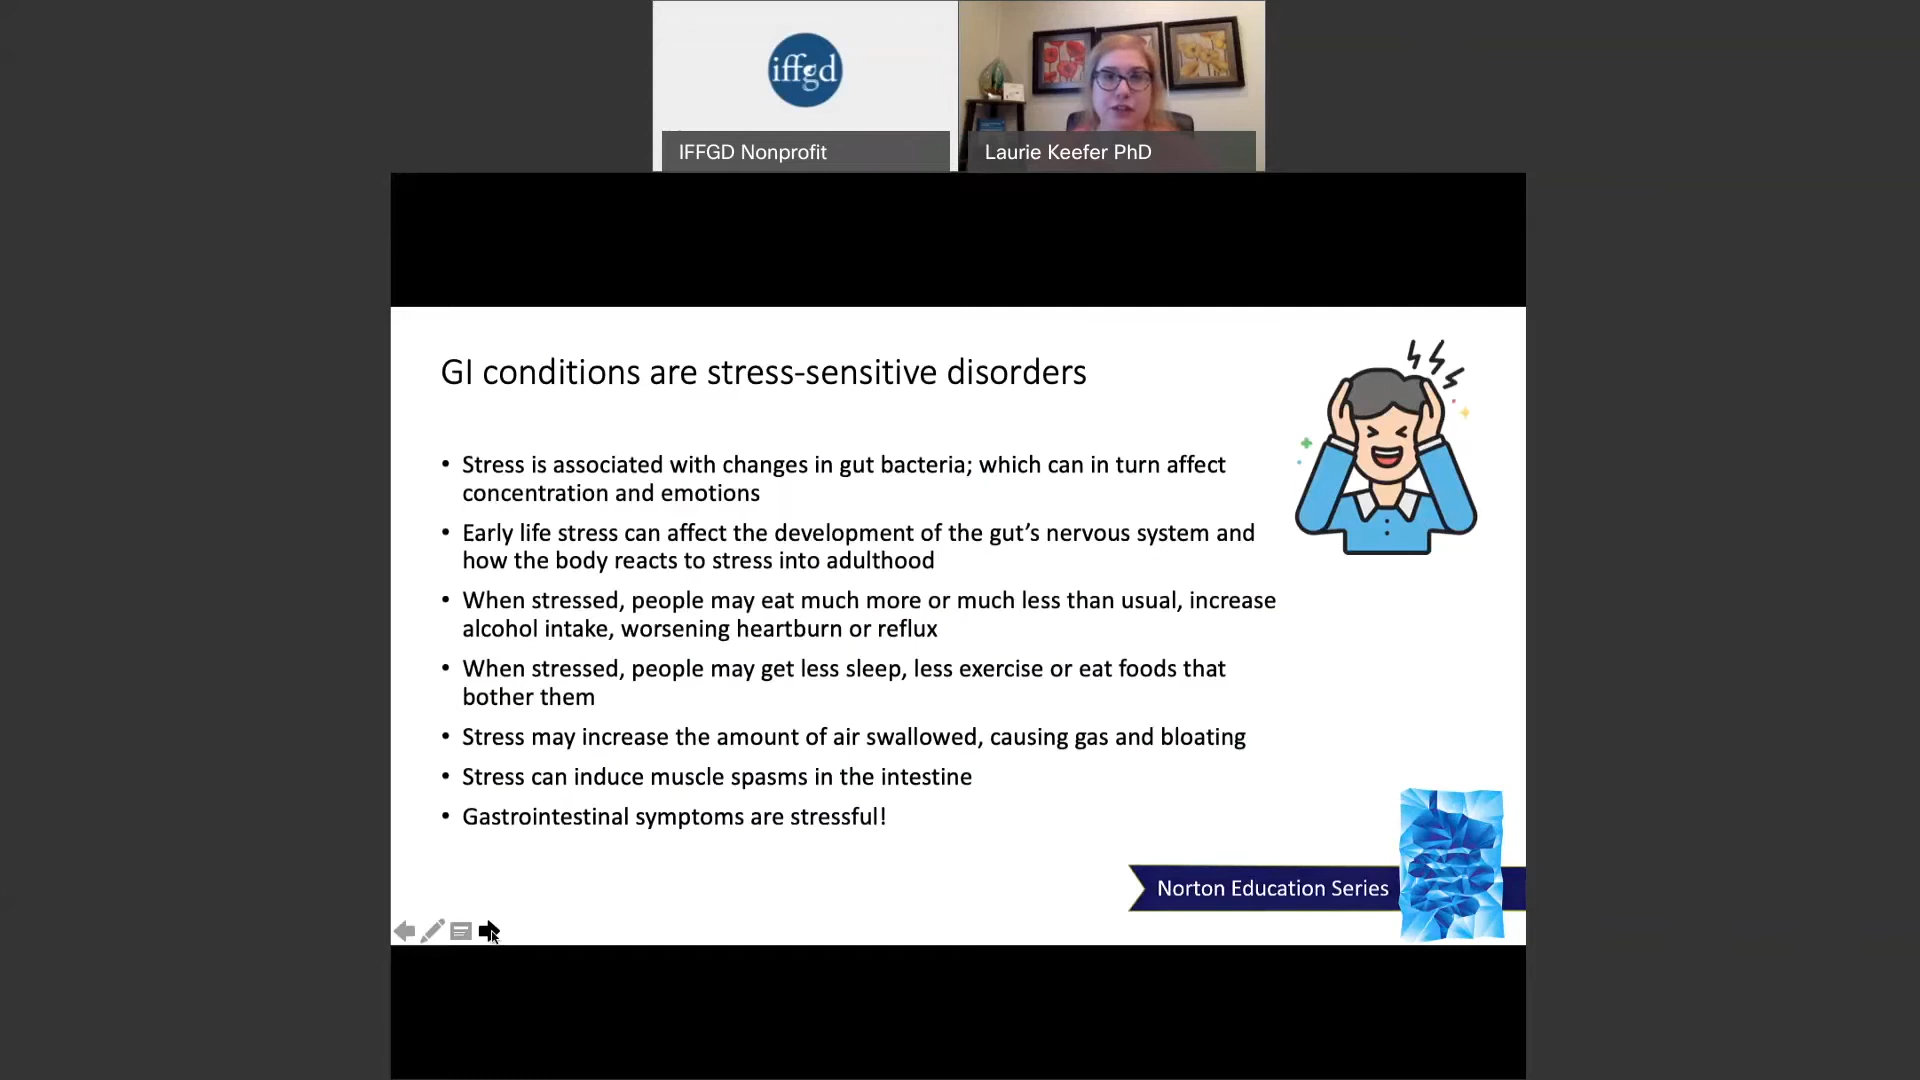 iffgd
IFFGD Nonprofit
Laurie Keefer PhD
GI conditions are stress-sensitive disorders
• Stress is associated with changes in gut bacteria; which can in turn affect
concentration and emotions
• Early life stress can affect the development of the gut’s nervous system and
how the body reacts to stress into adulthood
• When stressed, people may eat much more or much less than usual, increase
alcohol intake, worsening heartburn or reflux
• When stressed, people may get less sleep, less exercise or eat foods that
bother them
• Stress may increase the amount of air swallowed, causing gas and bloating
• Stress can induce muscle spasms in the intestine
• Gastrointestinal symptoms are stressful!
Norton Education Series